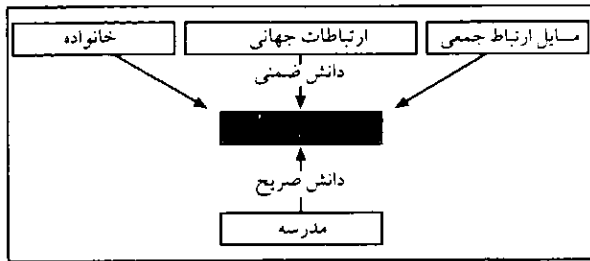 مسایل ارتباط جمعی
ارتباطات جهانی
خانواده
دانش ضمنی
دانش صریح
مدرسه